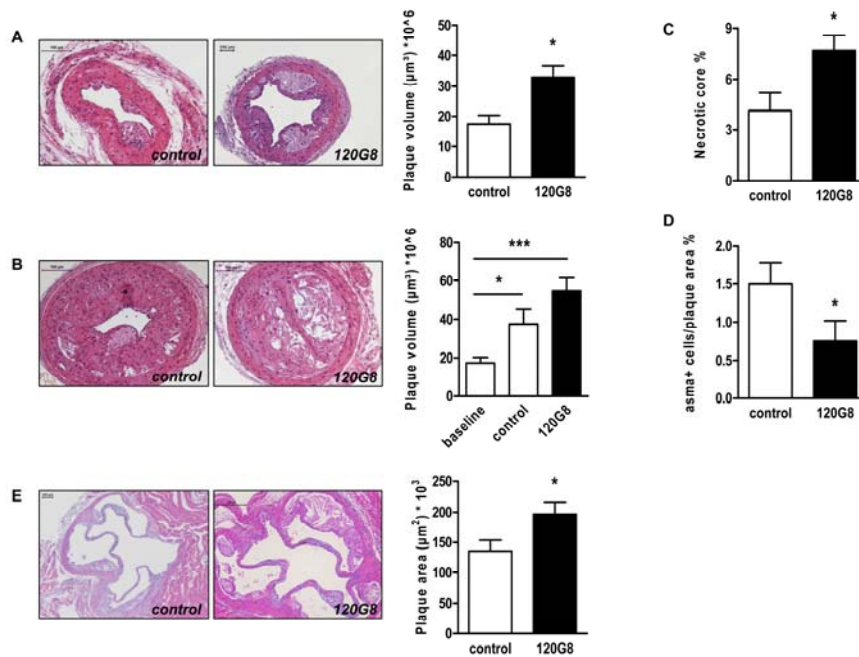 A
control
120G8
Plaque volume (µm³) *10^6
50
40
30
20
10
0
*
control
120G8
C
Necrotic core %
12
9
6
3
0
*
control
120G8
B
control
120G8
Plaque volume (µm³) *10^6
80
60
40
20
0
***
*
baseline
control
120G8
D
asma+ cells/plaque area %
2.0
1.5
1.0
0.5
0.0
*
control
120G8
E
control
120G8
Plaque area (µm²) * 10³
250
200
150
100
50
0
*
control
120G8